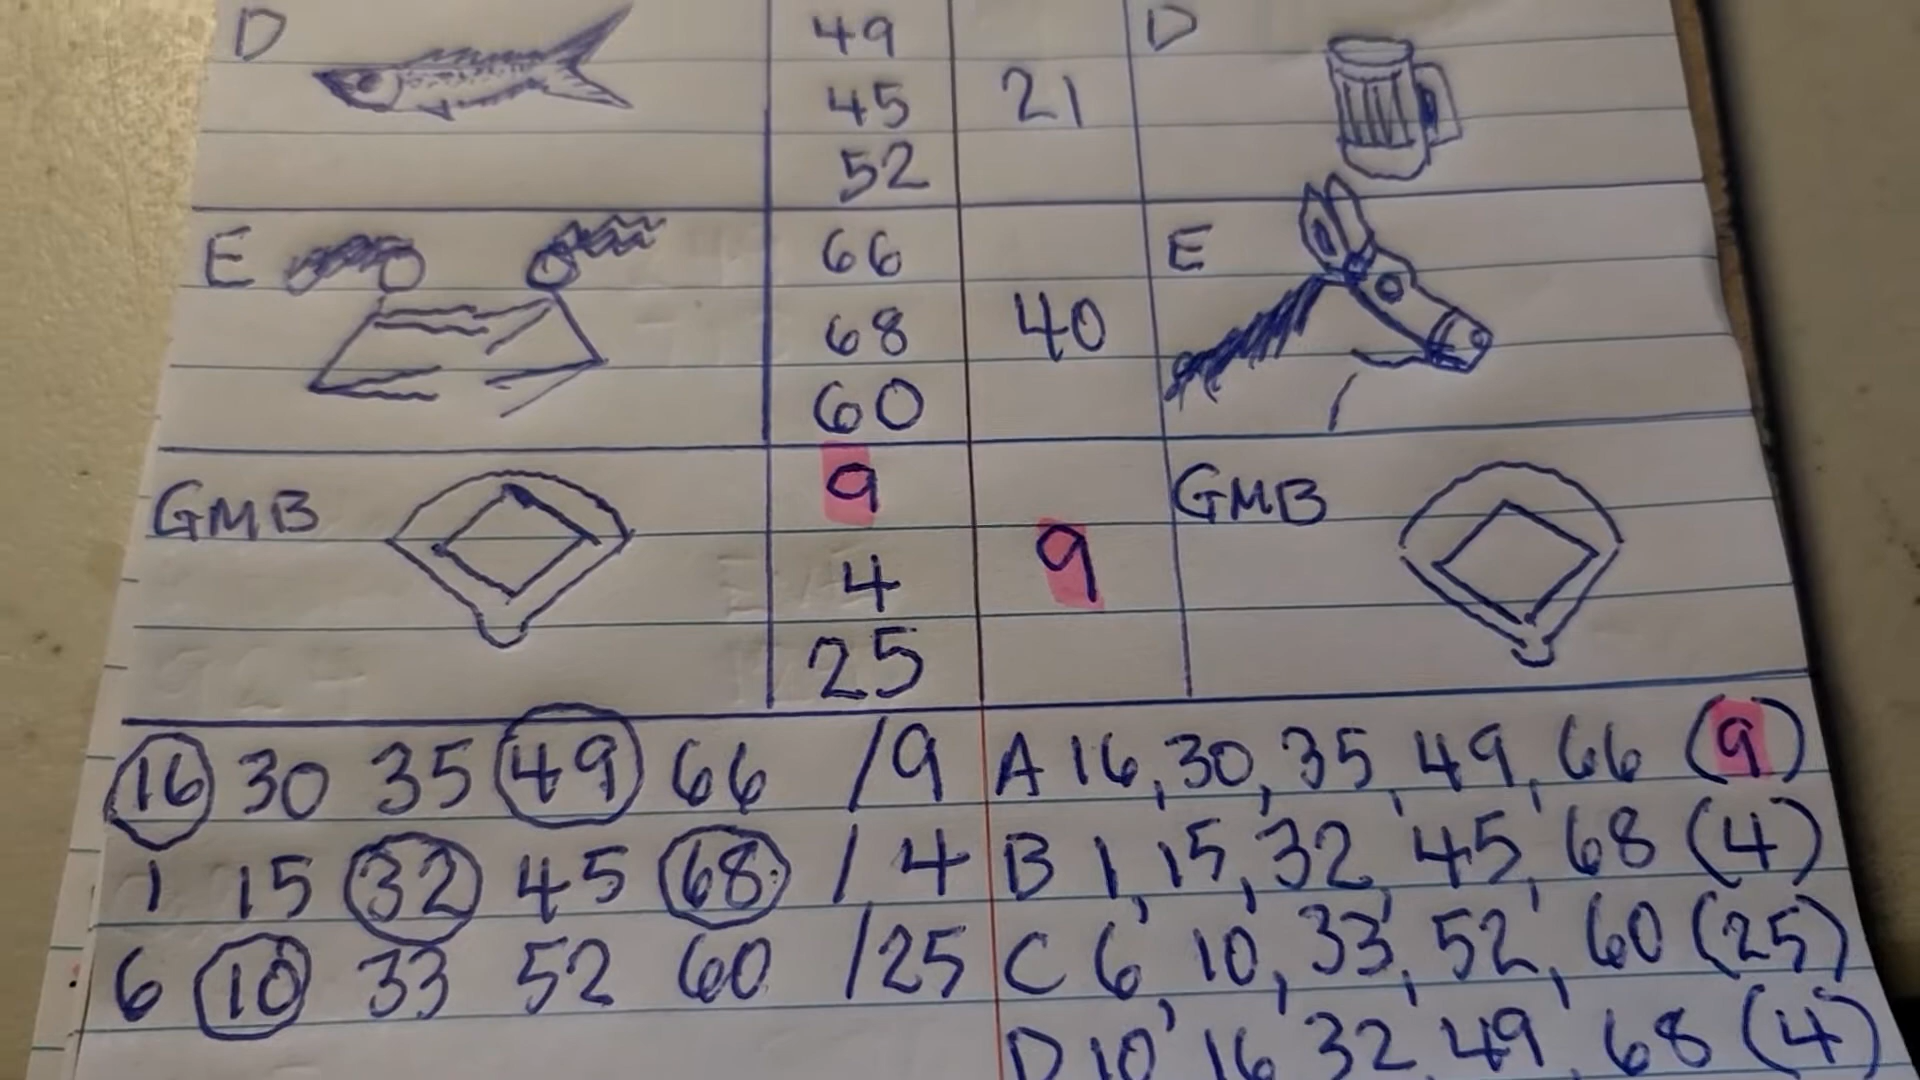 D 49 D
45 21
52
E 66 E
68 40
60
GMB 9 GMB
4 9
25
16 30 35 49 66 /9 A 16, 30, 35, 49, 66 (9)
1 15 32 45 68 / 4 B 1, 15, 32, 45, 68 (4)
6 10 33 52 60 /25 C 6, 10, 33, 52, 60 (25)
D 10, 16, 32, 49, 68 (4)